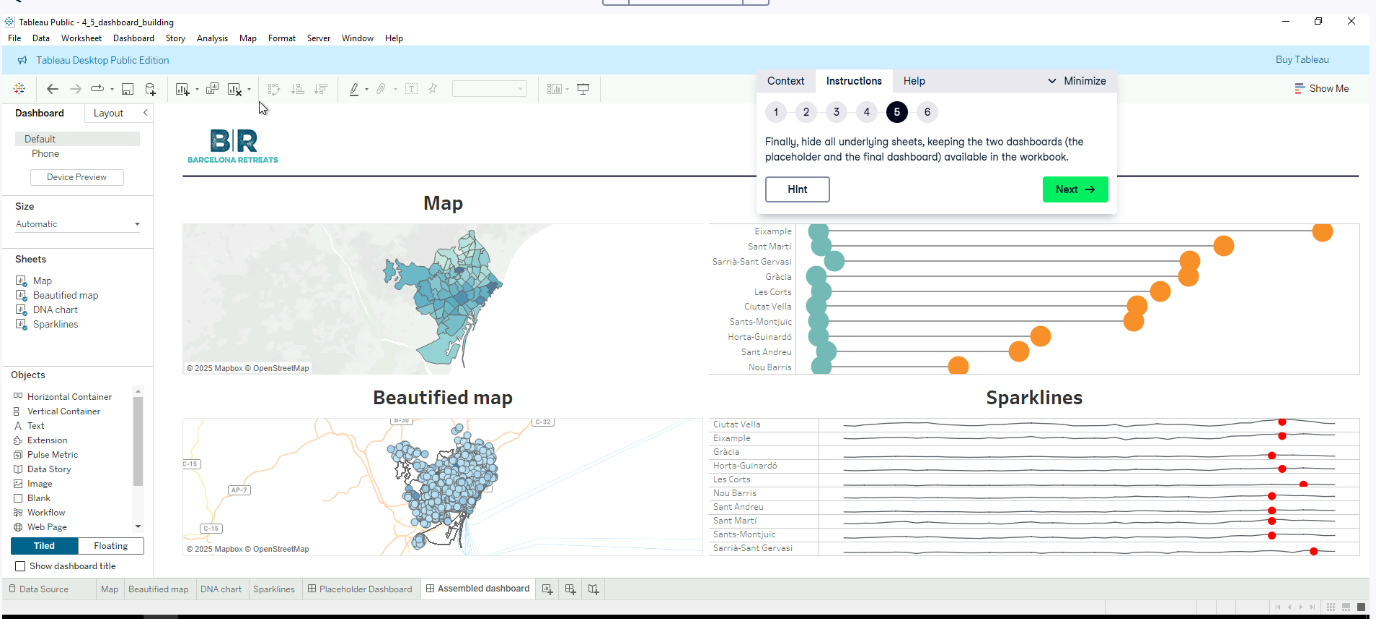 Tableau Public - 4_5_dashboard_building
File Data Worksheet Dashboard Story Analysis Map Format Server Window Help
Tableau Desktop Public Edition
Buy Tableau
Show Me
Context Instructions Help Minimize
1 2 3 4 5 6
Finally, hide all underlying sheets, keeping the two dashboards (the
placeholder and the final dashboard) available in the workbook.
Hint
Next →
Dashboard Layout
Default
Phone
Device Preview
Size
Automatic
Sheets
Map
Beautified map
DNA chart
Sparklines
Objects
Horizontal Container
Vertical Container
Text
Extension
Pulse Metric
Data Story
Image
Blank
Workflow
Web Page
Tiled Floating
Show dashboard title
B|R
BARCELONA RETREATS
Map
© 2025 Mapbox © OpenStreetMap
Eixample
Sant Martí
Sarrià-Sant Gervasi
Gràcia
Les Corts
Ciutat Vella
Sants-Montjuïc
Horta-Guinardó
Sant Andreu
Nou Barris
Beautified map
B-30
C-32
C-15
AP-7
C-15
© 2025 Mapbox © OpenStreetMap
Sparklines
Ciutat Vella
Eixample
Gràcia
Horta-Guinardó
Les Corts
Nou Barris
Sant Andreu
Sant Martí
Sants-Montjuïc
Sarrià-Sant Gervasi
Data Source Map Beautified map DNA chart Sparklines Placeholder Dashboard Assembled dashboard